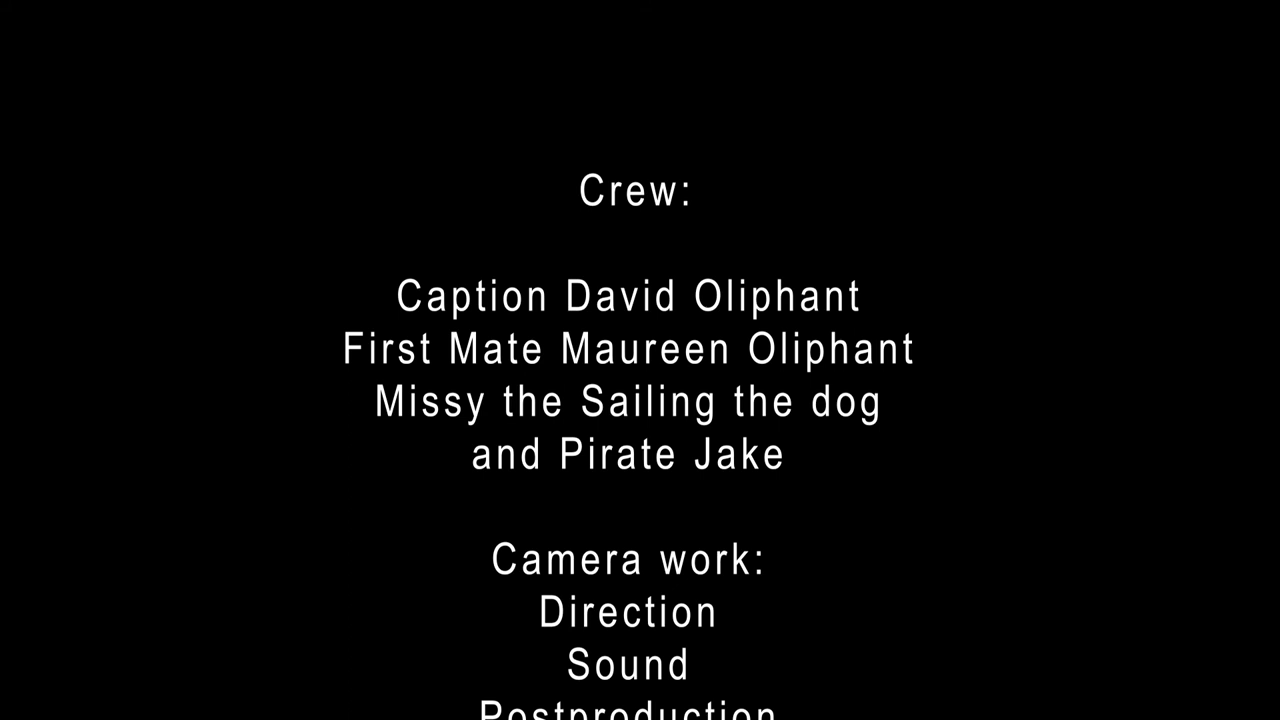 Crew:
Caption David Oliphant
First Mate Maureen Oliphant
Missy the Sailing the dog
and Pirate Jake
Camera work:
Direction
Sound
Postproduction